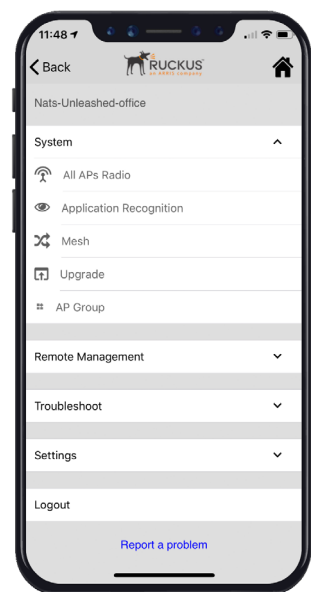 11:48
Back
RUCKUS
an ARRIS company
Nats-Unleashed-office
System
All APs Radio
Application Recognition
Mesh
Upgrade
AP Group
Remote Management
Troubleshoot
Settings
Logout
Report a problem